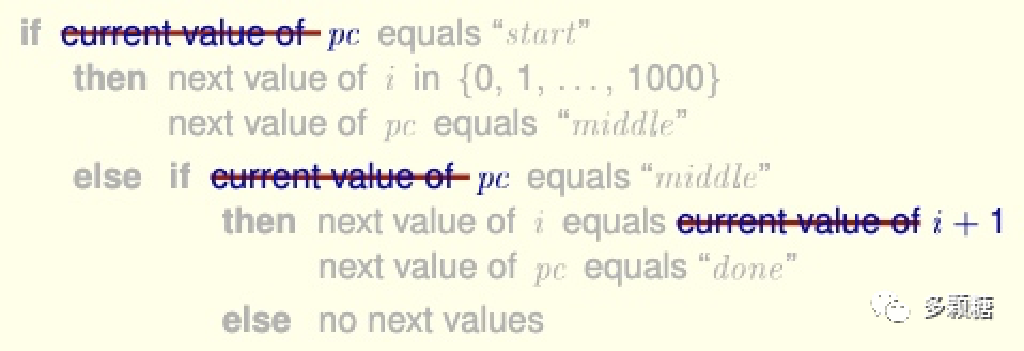 if current value of pc equals “start”
then next value of i in {0, 1, ..., 1000}
next value of pc equals “middle”
else if current value of pc equals “middle”
then next value of i equals current value of i + 1
next value of pc equals “done”
else no next values
多颗糖